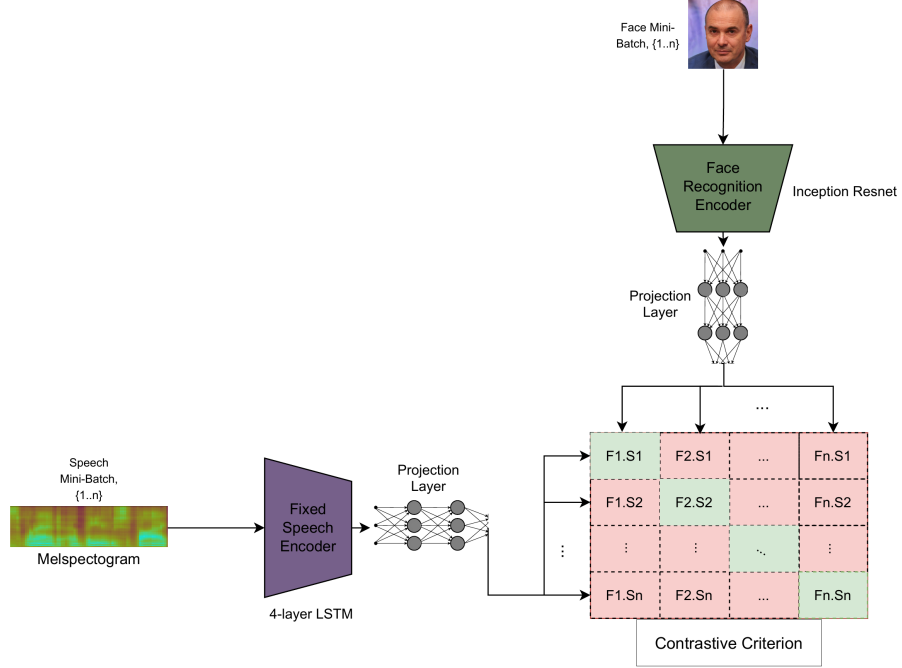 Face Mini-
Batch, {1..n}
Face
Recognition
Encoder
Inception Resnet
Projection
Layer
...
Speech
Mini-Batch,
{1..n}
Melspectogram
Fixed
Speech
Encoder
4-layer LSTM
Projection
Layer
...
F1.S1 F2.S1 ... Fn.S1
F1.S2 F2.S2 ... Fn.S2
⋮ ⋮ ⋱ ⋮
F1.Sn F2.Sn ... Fn.Sn
Contrastive Criterion